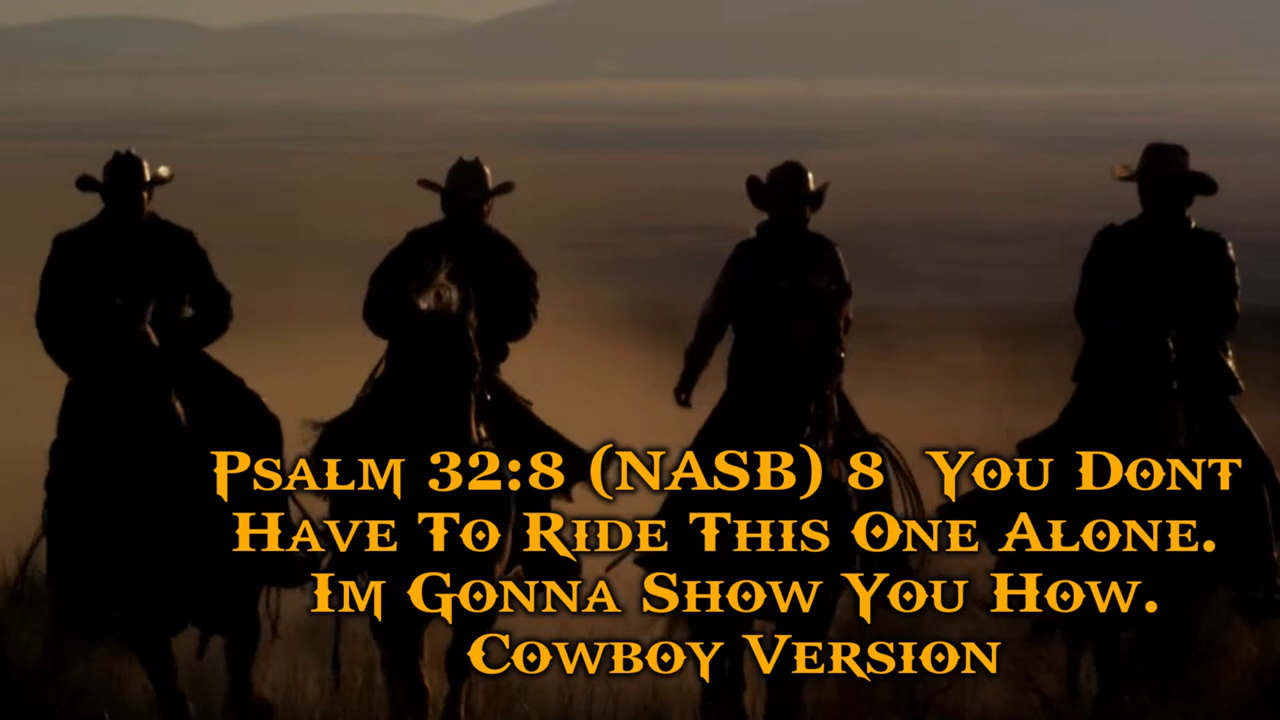 Psalm 32:8 (NASB) 8  You Dont
Have To Ride This One Alone.
Im Gonna Show You How.
Cowboy Version